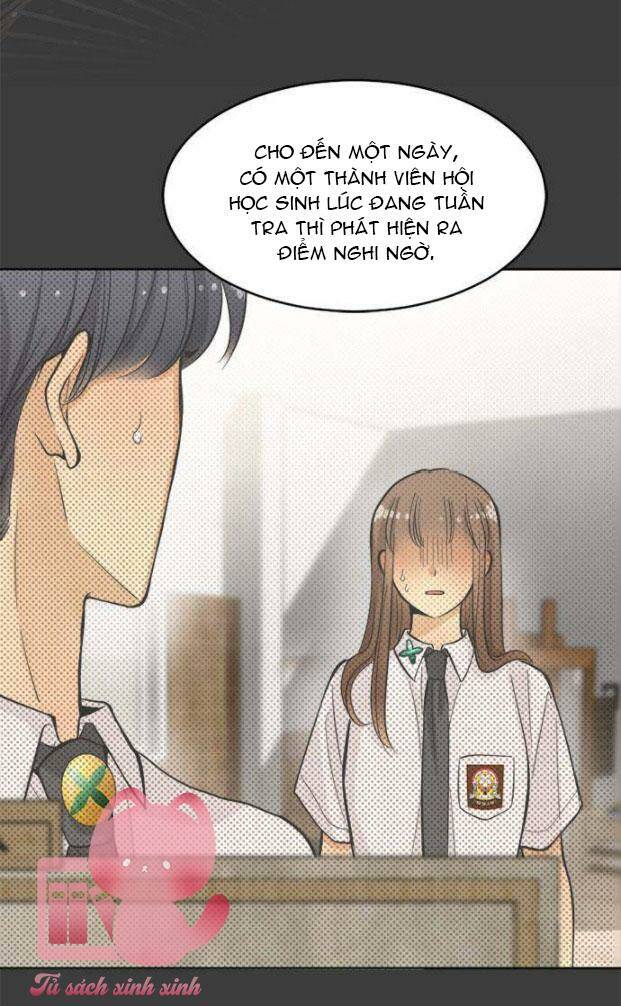 CHO ĐẾN MỘT NGÀY,
CÓ MỘT THÀNH VIÊN HỘI
HỌC SINH LÚC ĐANG TUẦN
TRA THÌ PHÁT HIỆN RA
ĐIỂM NGHI NGỜ.
Tủ sách xinh xinh